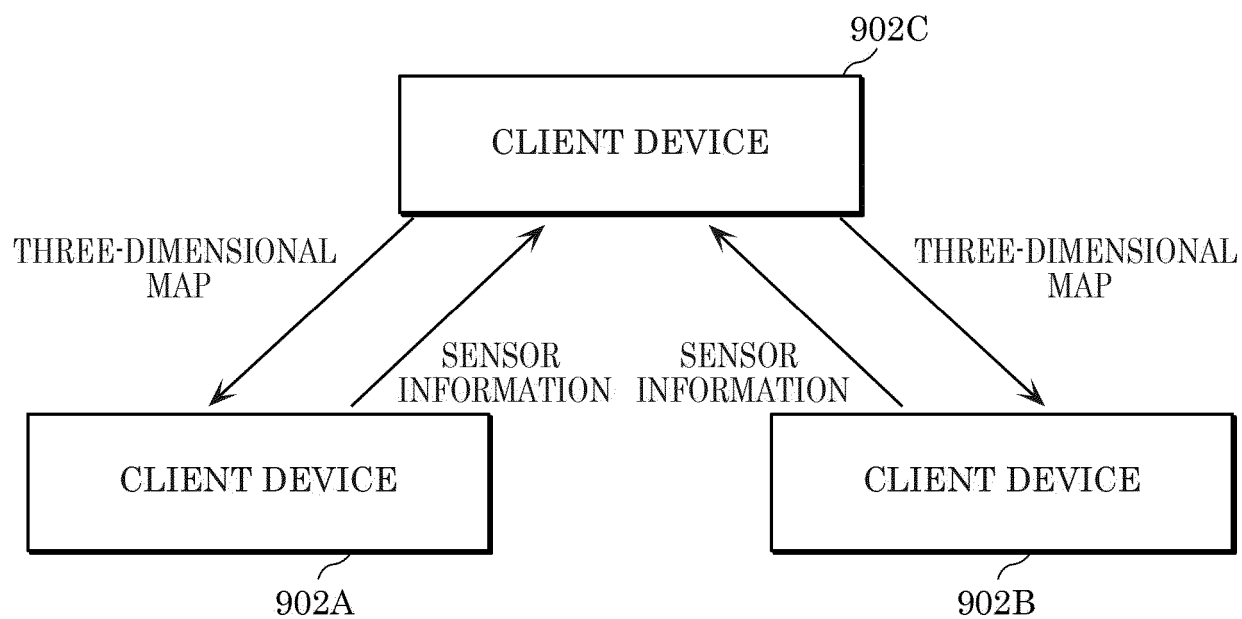 902C
CLIENT DEVICE
THREE-DIMENSIONAL
MAP
THREE-DIMENSIONAL
MAP
SENSOR
INFORMATION
SENSOR
INFORMATION
CLIENT DEVICE
CLIENT DEVICE
902A
902B